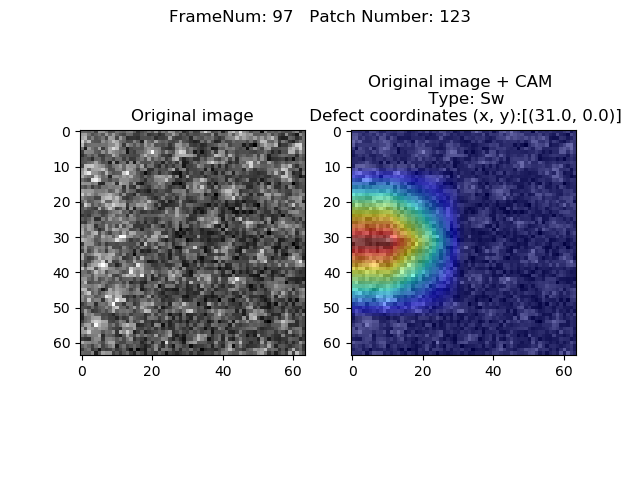 FrameNum: 97   Patch Number: 123
Original image
Original image + CAM
Type: Sw
Defect coordinates (x, y):[(31.0, 0.0)]
0
10
20
30
40
50
60
0 20 40 60
0
10
20
30
40
50
60
0 20 40 60